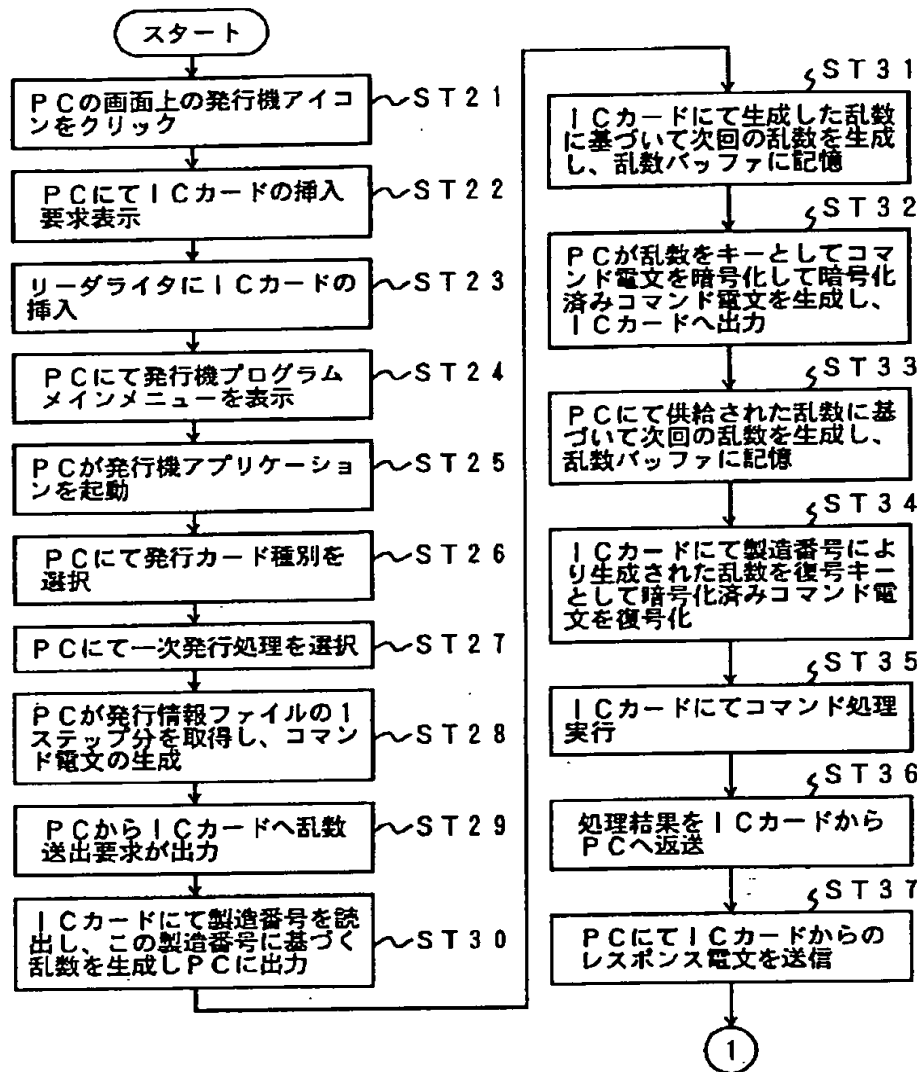 スタート
PCの画面上の発行機アイコ
ンをクリック
ST21
PCにてICカードの挿入
要求表示
ST22
リーダライタにICカードの
挿入
ST23
PCにて発行機プログラム
メインメニューを表示
ST24
PCが発行機アプリケーショ
ンを起動
ST25
PCにて発行カード種別を
選択
ST26
PCにて一次発行処理を選択
ST27
PCが発行情報ファイルの1
ステップ分を取得し、コマン
ド電文の生成
ST28
PCからICカードへ乱数
送出要求が出力
ST29
ICカードにて製造番号を読
出し、この製造番号に基づく
乱数を生成しPCに出力
ST30
ST31
ICカードにて生成した乱数
に基づいて次回の乱数を生成
し、乱数バッファに記憶
ST32
PCが乱数をキーとしてコマ
ンド電文を暗号化して暗号化
済みコマンド電文を生成し、
ICカードへ出力
ST33
PCにて供給された乱数に基
づいて次回の乱数を生成し、
乱数バッファに記憶
ST34
ICカードにて製造番号によ
り生成された乱数を復号キー
として暗号化済みコマンド電
文を復号化
ST35
ICカードにてコマンド処理
実行
ST36
処理結果をICカードから
PCへ返送
ST37
PCにてICカードからの
レスポンス電文を送信
1